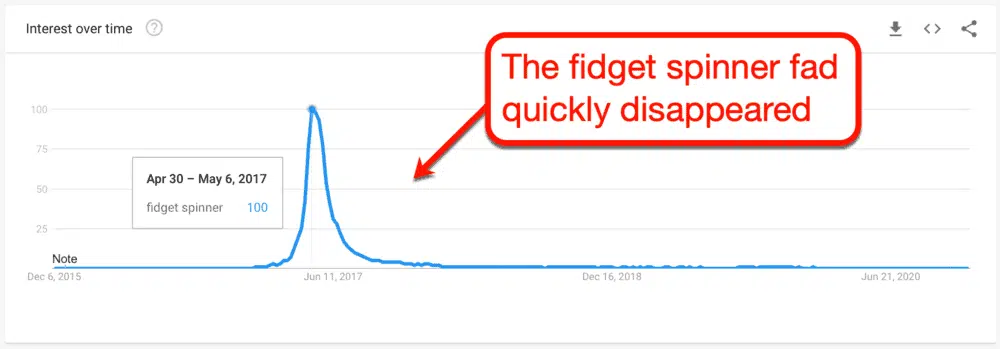 Interest over time ?
The fidget spinner fad
quickly disappeared
100
75
50
25
Apr 30 – May 6, 2017
fidget spinner 100
Note
Dec 6, 2015 Jun 11, 2017 Dec 16, 2018 Jun 21, 2020